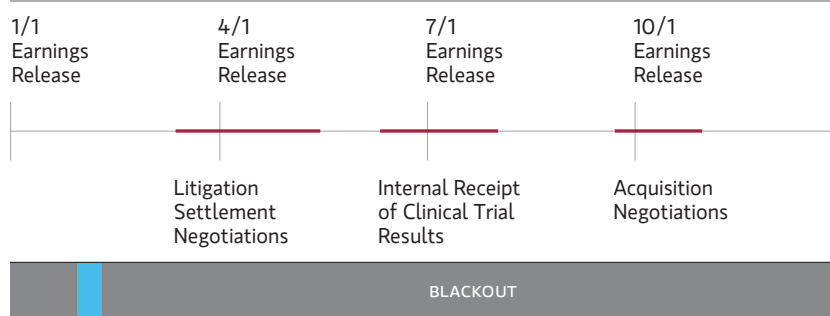 1/1
Earnings
Release
4/1
Earnings
Release
7/1
Earnings
Release
10/1
Earnings
Release
Litigation
Settlement
Negotiations
Internal Receipt
of Clinical Trial
Results
Acquisition
Negotiations
BLACKOUT